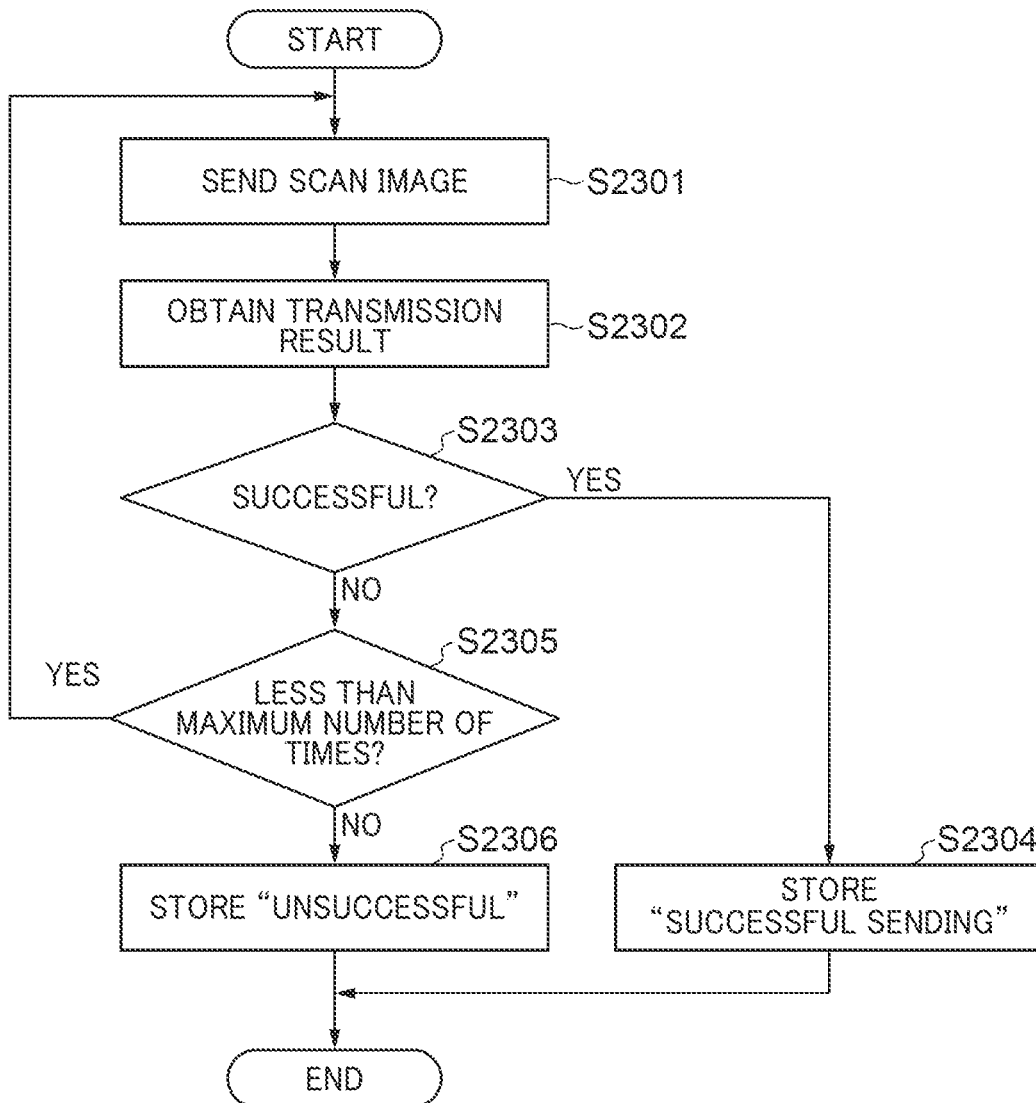 START
SEND SCAN IMAGE
S2301
OBTAIN TRANSMISSION
RESULT
S2302
S2303
SUCCESSFUL?
YES
NO
S2305
YES
LESS THAN
MAXIMUM NUMBER OF
TIMES?
NO
S2306
STORE “UNSUCCESSFUL”
S2304
STORE
“SUCCESSFUL SENDING”
END